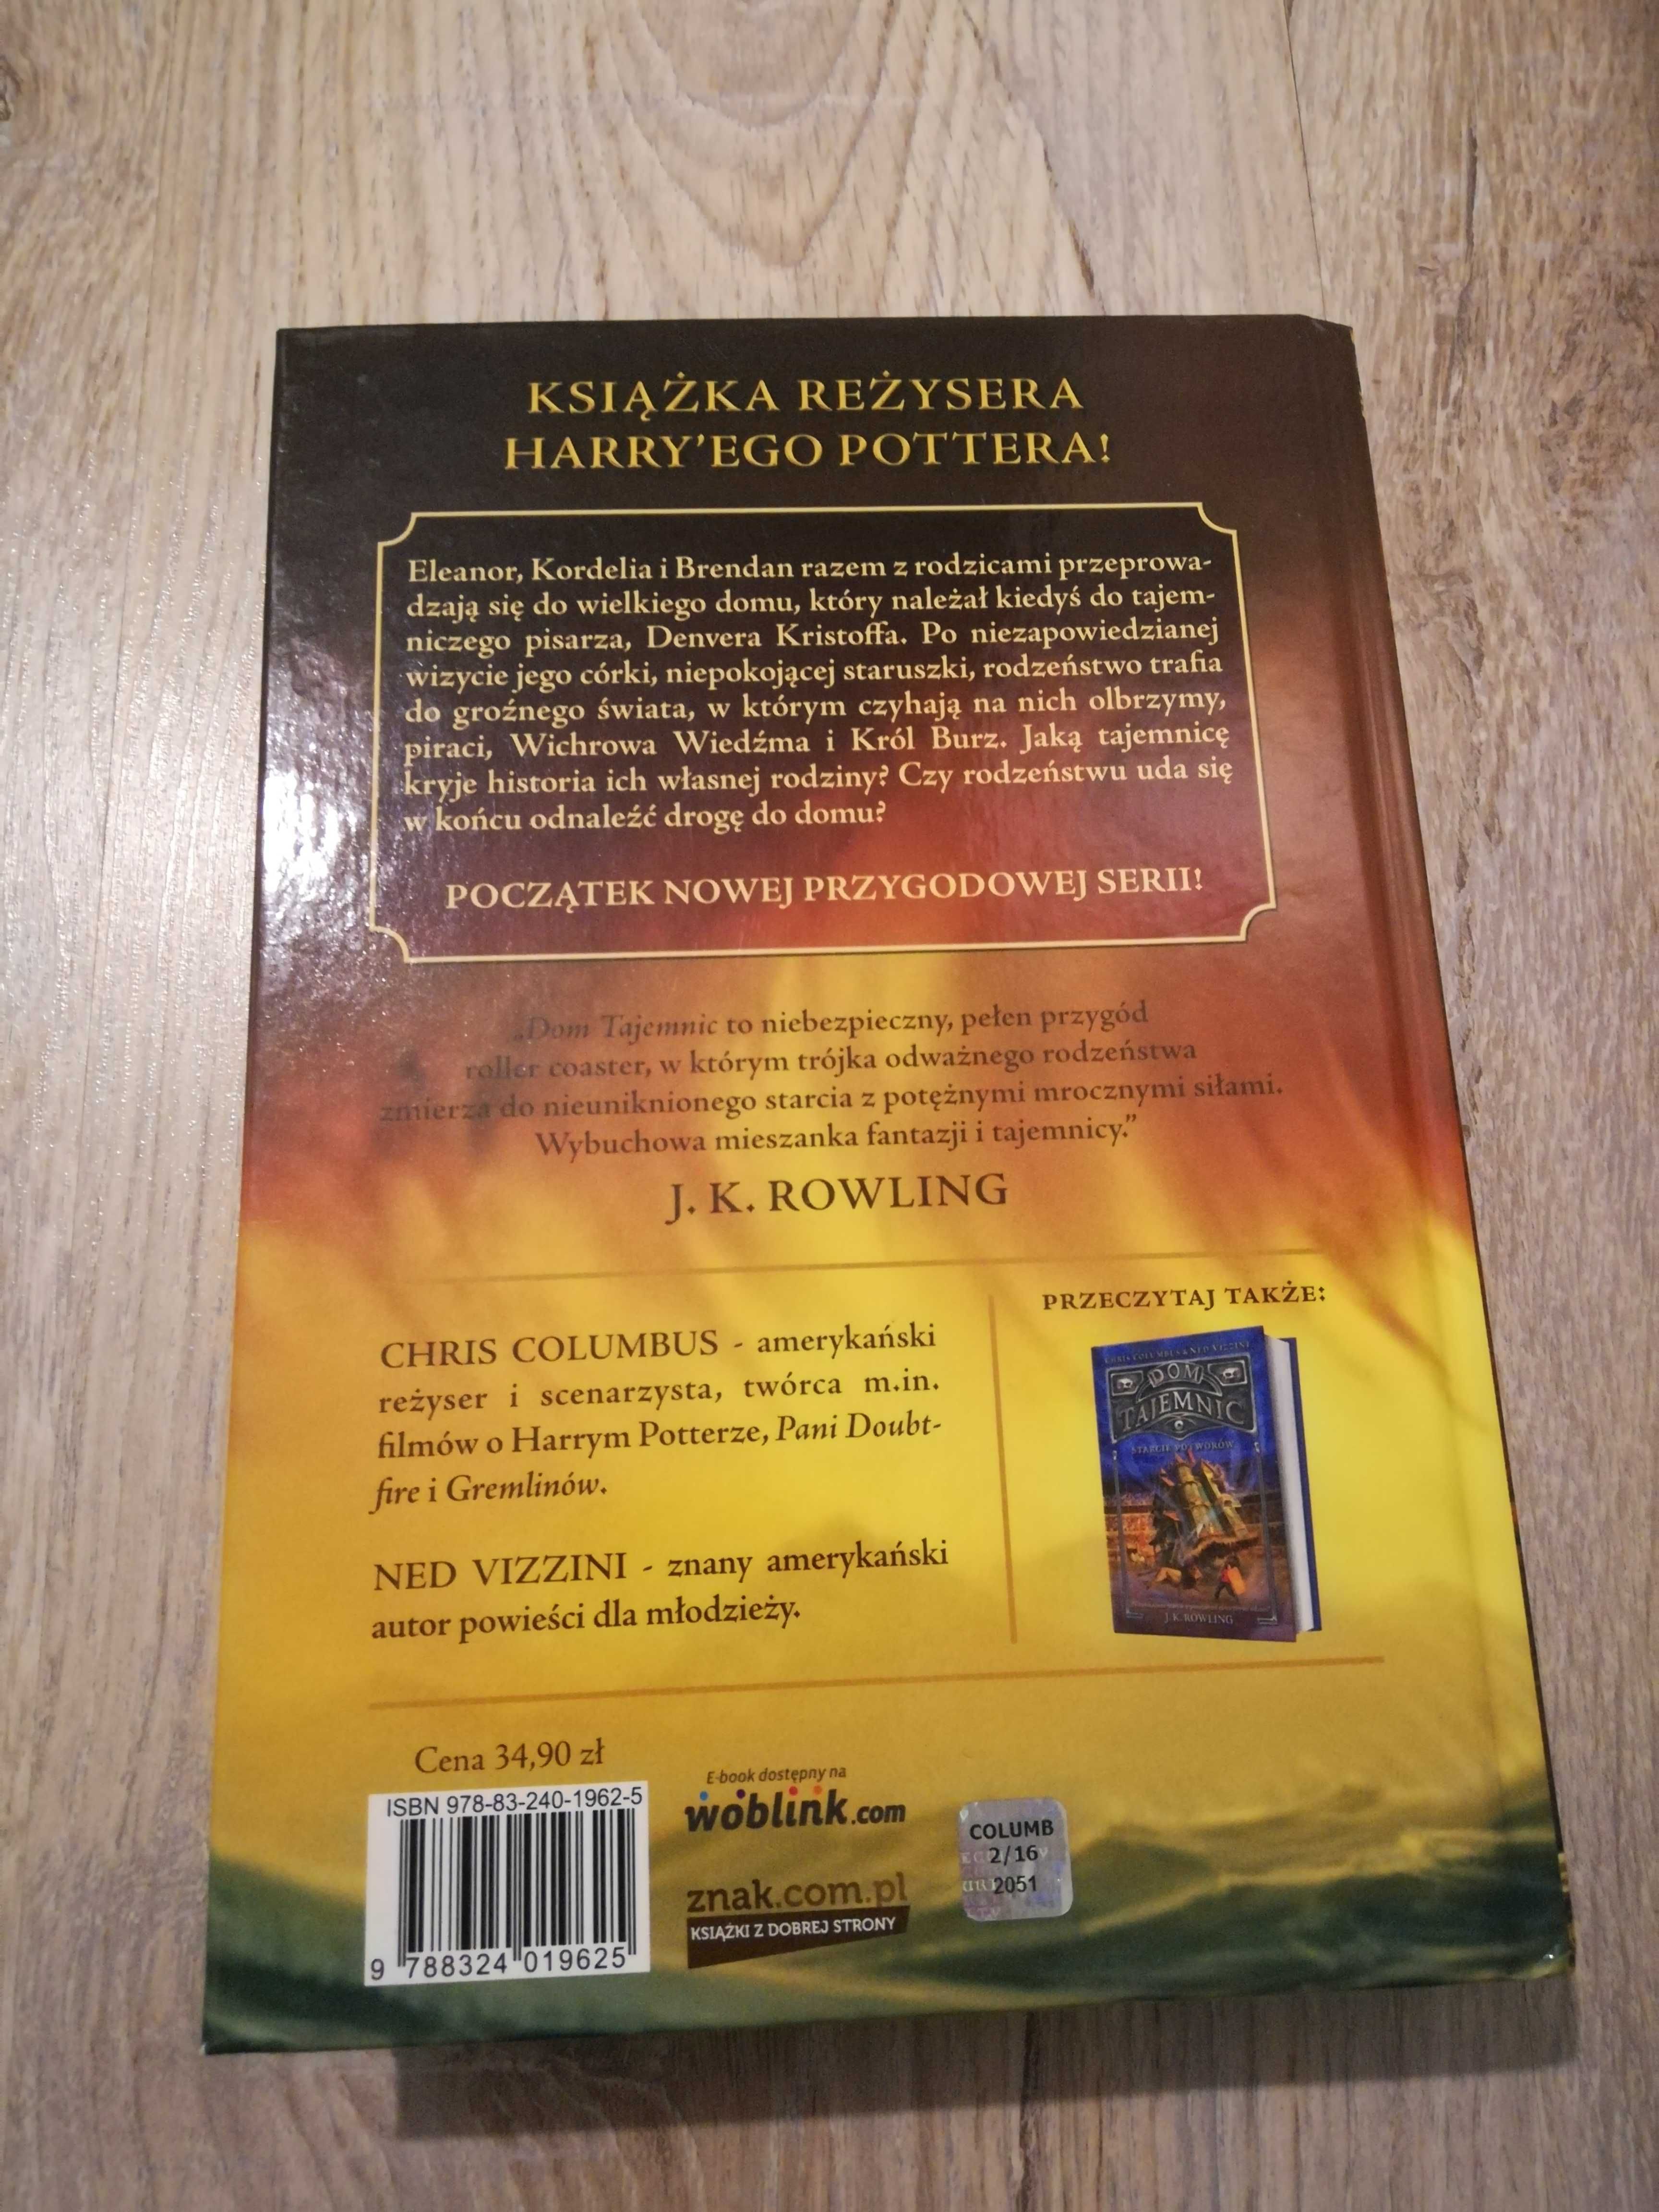 KSIĄŻKA REŻYSERA
HARRY'EGO POTTERA!
Eleanor, Kordelia i Brendan razem z rodzicami przeprowa-
dzają się do wielkiego domu, który należał kiedyś do tajem-
niczego pisarza, Denvera Kristoffa. Po niezapowiedzianej
wizycie jego córki, niepokojącej staruszki, rodzeństwo trafia
do groźnego świata, w którym czyhają na nich olbrzymy,
piraci, Wichrowa Wiedźma i Król Burz. Jaką tajemnicę
kryje historia ich własnej rodziny? Czy rodzeństwu uda się
w końcu odnaleźć drogę do domu?
POCZĄTEK NOWEJ PRZYGODOWEJ SERII!
„Dom Tajemnic to niebezpieczny, pełen przygód
roller coaster, w którym trójka odważnego rodzeństwa
zmierza do nieuniknionego starcia z potężnymi mrocznymi siłami.
Wybuchowa mieszanka fantazji i tajemnicy.”
J. K. ROWLING
CHRIS COLUMBUS - amerykański
reżyser i scenarzysta, twórca m.in.
filmów o Harrym Potterze, Pani Doubt-
fire i Gremlinów.
NED VIZZINI - znany amerykański
autor powieści dla młodzieży.
PRZECZYTAJ TAKŻE:
CHRIS COLUMBUS & NED VIZZINI
DOM
TAJEMNIC
STARCIE POTWORÓW
J.K. ROWLING
Cena 34,90 zł
ISBN 978-83-240-1962-5
9 788324 019625
E-book dostępny na
woblink.com
znak.com.pl
KSIĄŻKI Z DOBREJ STRONY
COLUMB
2/16
2051